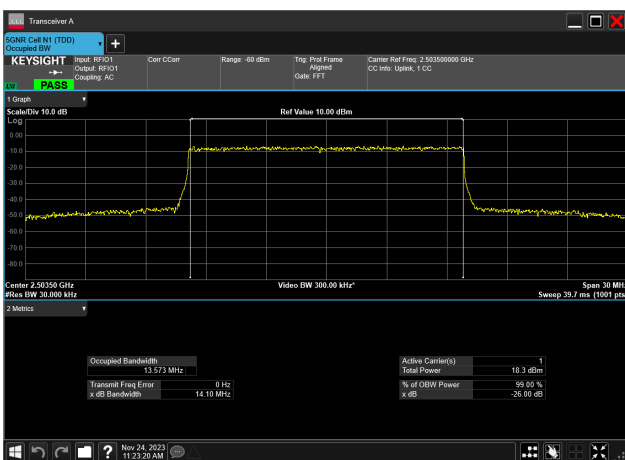 Transceiver A
5GNR Cell N1 (TDD)
Occupied BW
KEYSIGHT
Input: RFIO1
Output: RFIO1
Coupling: AC
Corr CCorr
Range: -60 dBm
Trig: Prot Frame
Aligned
Gate: FFT
Carrier Ref Freq: 2.503500000 GHz
CC Info: Uplink, 1 CC
PASS
1 Graph
Scale/Div 10.0 dB
Ref Value 10.00 dBm
Log
0.00
-10.0
-20.0
-30.0
-40.0
-50.0
-60.0
-70.0
-80.0
Center 2.50350 GHz
Video BW 300.00 kHz*
Span 30 MH
#Res BW 30.000 kHz
Sweep 39.7 ms (1001 pts
2 Metrics
Occupied Bandwidth
13.573 MHz
Active Carrier(s) 1
Total Power 18.3 dBm
Transmit Freq Error 0 Hz
x dB Bandwidth 14.10 MHz
% of OBW Power 99.00 %
x dB -26.00 dB
Nov 24, 2023
11:23:20 AM